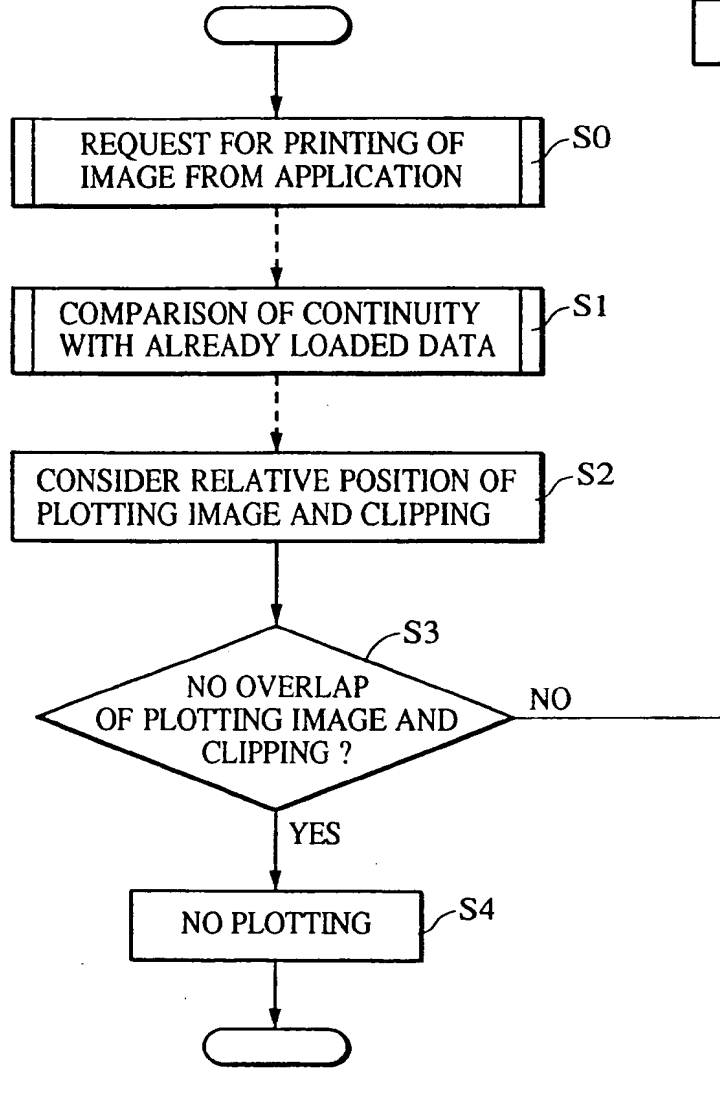 REQUEST FOR PRINTING OF
IMAGE FROM APPLICATION
S0
COMPARISON OF CONTINUITY
WITH ALREADY LOADED DATA
S1
CONSIDER RELATIVE POSITION OF
PLOTTING IMAGE AND CLIPPING
S2
S3
NO OVERLAP
OF PLOTTING IMAGE AND
CLIPPING ?
NO
YES
NO PLOTTING
S4